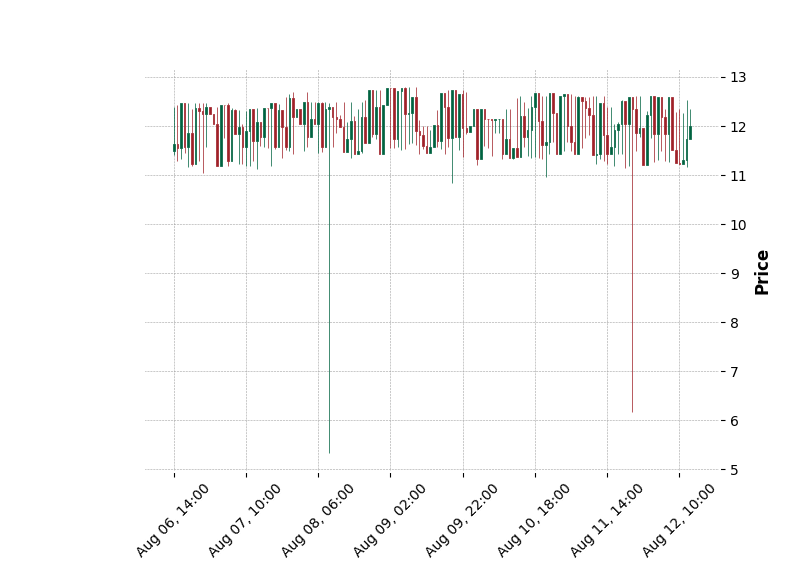 13
12
11
10
9
8
7
6
5
Price
Aug 06, 14:00
Aug 07, 10:00
Aug 08, 06:00
Aug 09, 02:00
Aug 09, 22:00
Aug 10, 18:00
Aug 11, 14:00
Aug 12, 10:00